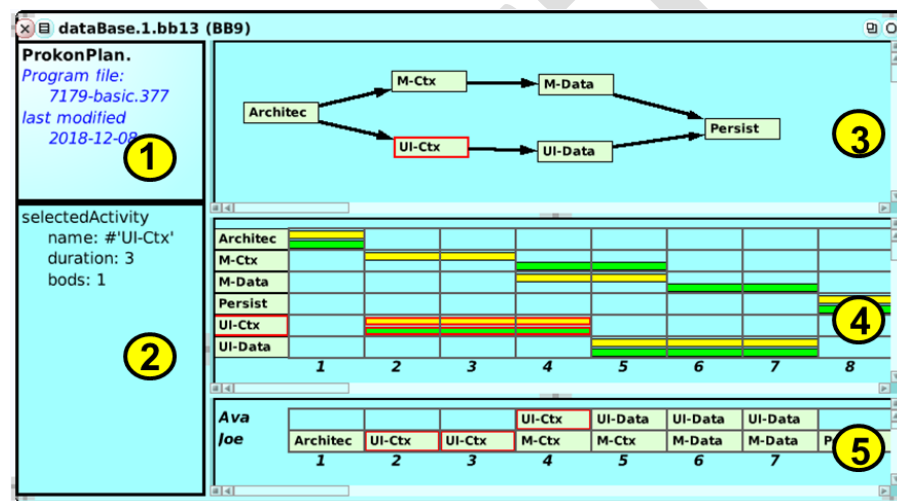 dataBase.1.bb13 (BB9)
ProkonPlan.
Program file:
7179-basic.377
last modified
2018-12-08
1
selectedActivity
name: #'UI-Ctx'
duration: 3
bods: 1
2
M-Ctx
M-Data
Architec
Persist
UI-Ctx
UI-Data
3
Architec
M-Ctx
M-Data
Persist
UI-Ctx
UI-Data
1 2 3 4 5 6 7 8
4
Ava UI-Ctx UI-Data UI-Data UI-Data
Joe Architec UI-Ctx UI-Ctx M-Ctx M-Ctx M-Data M-Data
1 2 3 4 5 6 7
5